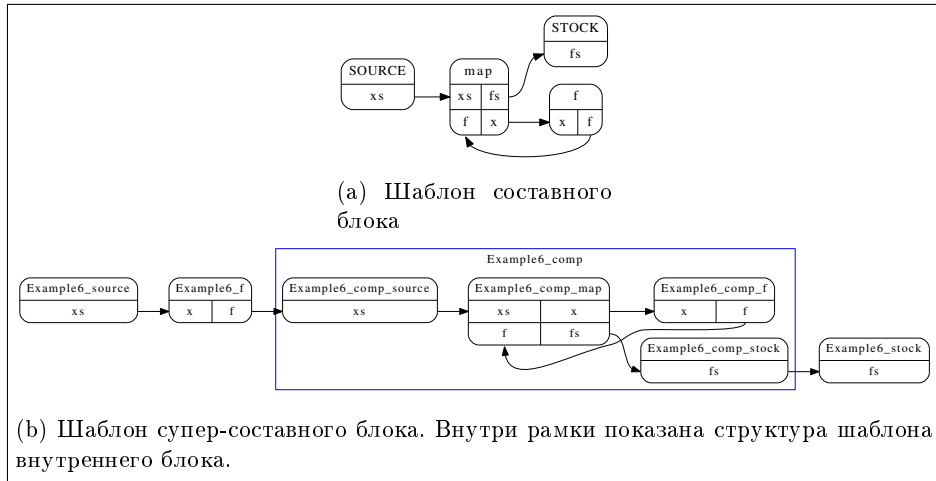 STOCK
fs
SOURCE
xs
map
xs fs
f x
f
x f
(a) Шаблон составного
блока
Example6_comp
Example6_source
xs
Example6_f
x f
Example6_comp_source
xs
Example6_comp_map
xs x
f fs
Example6_comp_f
x f
Example6_comp_stock
fs
Example6_stock
fs
(b) Шаблон супер-составного блока. Внутри рамки показана структура шаблона
внутреннего блока.